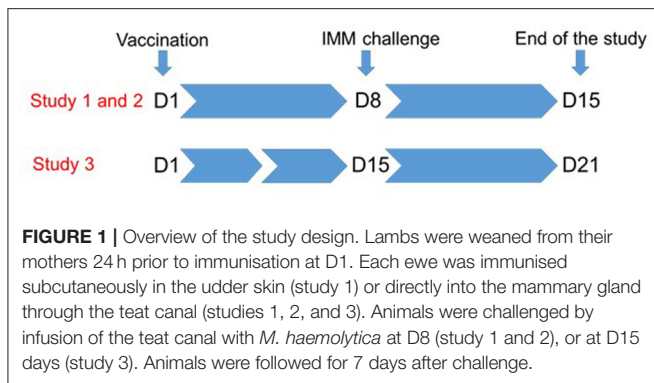 Vaccination IMM challenge End of the study
Study 1 and 2 D1 D8 D15
Study 3 D1 D15 D21
FIGURE 1 | Overview of the study design. Lambs were weaned from their
mothers 24 h prior to immunisation at D1. Each ewe was immunised
subcutaneously in the udder skin (study 1) or directly into the mammary gland
through the teat canal (studies 1, 2, and 3). Animals were challenged by
infusion of the teat canal with M. haemolytica at D8 (study 1 and 2), or at D15
days (study 3). Animals were followed for 7 days after challenge.